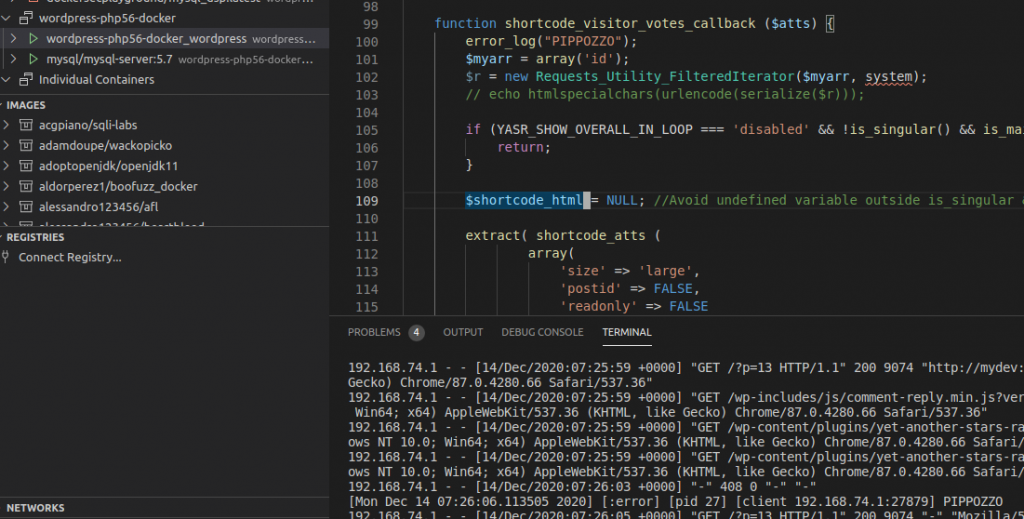 wordpress-php56-docker
wordpress-php56-docker_wordpress wordpress...
mysql/mysql-server:5.7 wordpress-php56-docker...
Individual Containers
IMAGES
acgpiano/sqli-labs
adamdoupe/wackopicko
adoptopenjdk/openjdk11
aldorperez1/boofuzz_docker
alessandro123456/afl
REGISTRIES
Connect Registry...
NETWORKS
98
99 function shortcode_visitor_votes_callback ($atts) {
100 error_log("PIPPOZZO");
101 $myarr = array('id');
102 $r = new Requests_Utility_FilteredIterator($myarr, system);
103 // echo htmlspecialchars(urlencode(serialize($r)));
104
105 if (YASR_SHOW_OVERALL_IN_LOOP === 'disabled' && !is_singular() && is_ma
106 return;
107 }
108
109 $shortcode_html = NULL; //Avoid undefined variable outside is_singular
110
111 extract( shortcode_atts (
112 array(
113 'size' => 'large',
114 'postid' => FALSE,
115 'readonly' => FALSE
PROBLEMS 4 OUTPUT DEBUG CONSOLE TERMINAL
192.168.74.1 - - [14/Dec/2020:07:25:59 +0000] "GET /?p=13 HTTP/1.1" 200 9074 "http://mydev:
Gecko) Chrome/87.0.4280.66 Safari/537.36"
192.168.74.1 - - [14/Dec/2020:07:25:59 +0000] "GET /wp-includes/js/comment-reply.min.js?ver
Win64; x64) AppleWebKit/537.36 (KHTML, like Gecko) Chrome/87.0.4280.66 Safari/537.36"
192.168.74.1 - - [14/Dec/2020:07:25:59 +0000] "GET /wp-content/plugins/yet-another-stars-ra
ows NT 10.0; Win64; x64) AppleWebKit/537.36 (KHTML, like Gecko) Chrome/87.0.4280.66 Safari/
192.168.74.1 - - [14/Dec/2020:07:25:59 +0000] "GET /wp-content/plugins/yet-another-stars-ra
ows NT 10.0; Win64; x64) AppleWebKit/537.36 (KHTML, like Gecko) Chrome/87.0.4280.66 Safari/
192.168.74.1 - - [14/Dec/2020:07:26:03 +0000] "-" 408 0 "-" "-"
[Mon Dec 14 07:26:06.113505 2020] [:error] [pid 27] [client 192.168.74.1:27879] PIPPOZZO
192.168.74.1 - - [14/Dec/2020:07:26:05 +0000] "GET /?p=13 HTTP/1.1" 200 9074 "-" "Mozilla/5